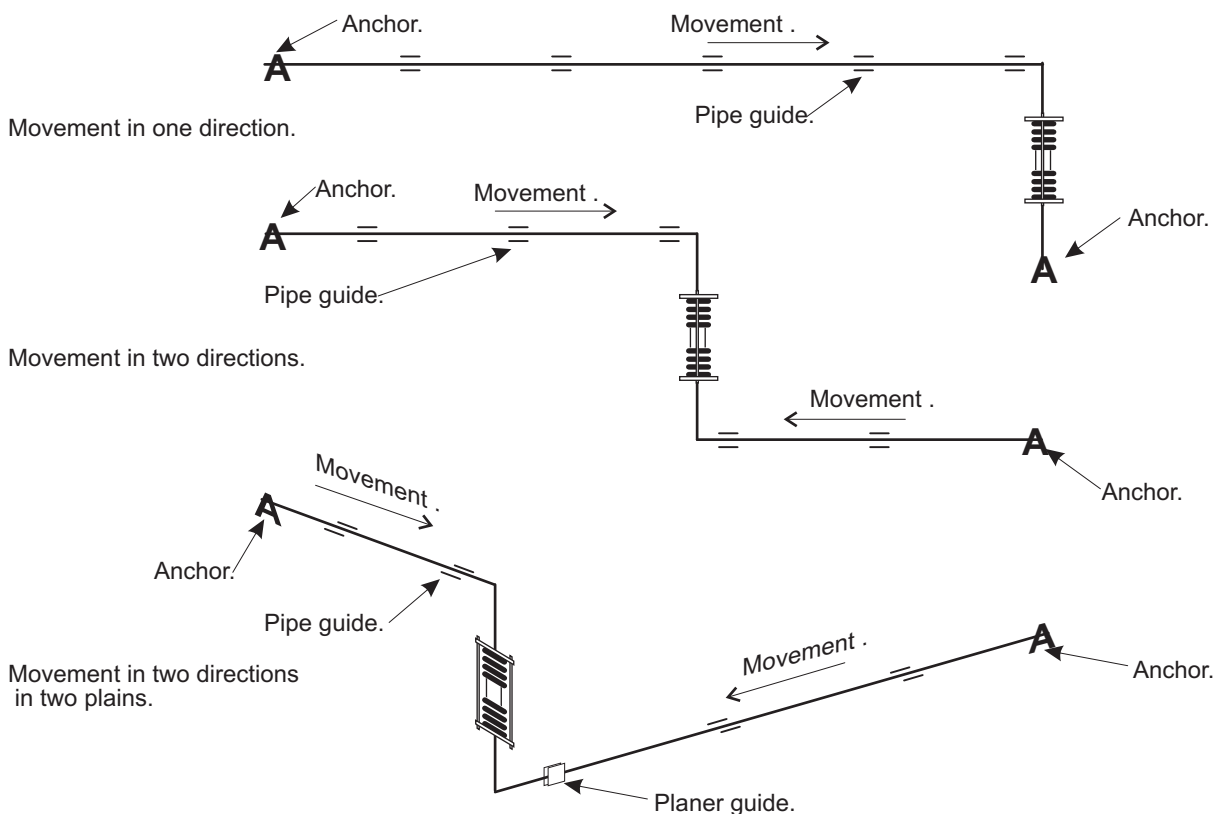 Anchor.
Movement .
Pipe guide.
Movement in one direction.
A
A
Anchor.
Movement .
Anchor.
Pipe guide.
A
A
Movement in two directions.
Movement .
Anchor.
Movement .
A
Anchor.
Pipe guide.
Movement .
A
Anchor.
Movement in two directions
in two plains.
Planer guide.